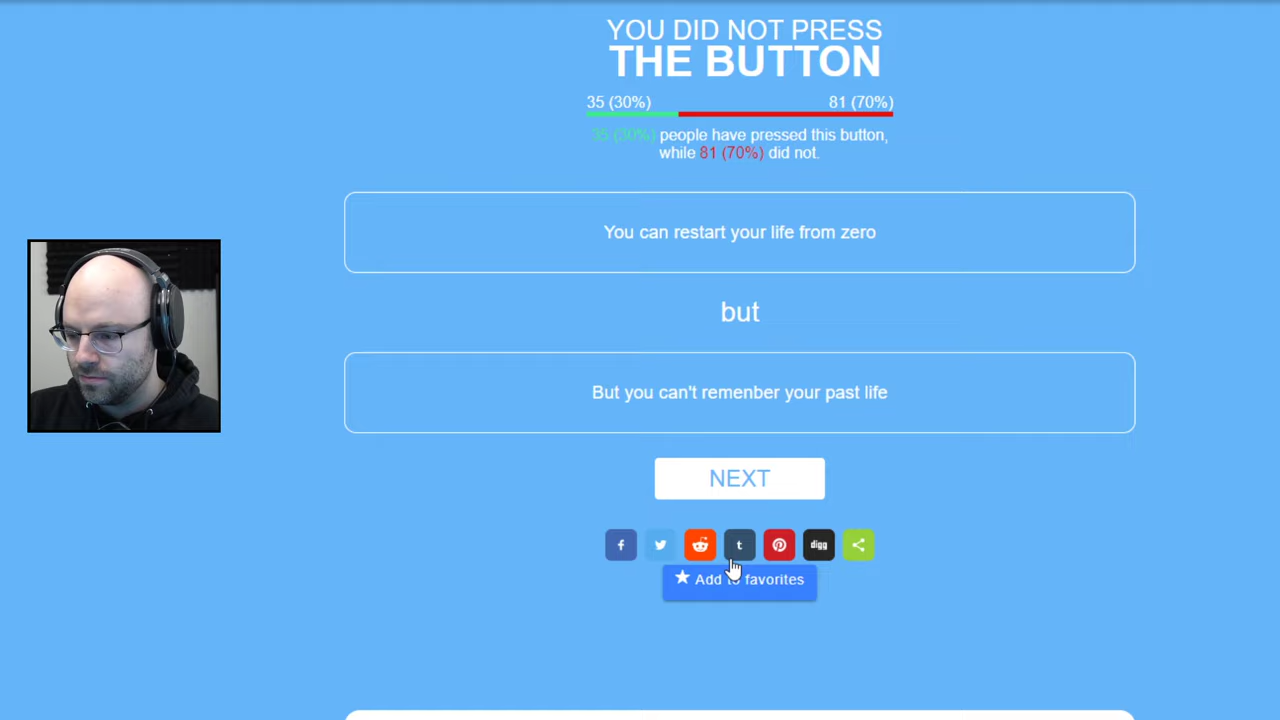 YOU DID NOT PRESS
THE BUTTON
35 (30%) 81 (70%)
35 (30%) people have pressed this button,
while 81 (70%) did not.
You can restart your life from zero
but
But you can't remenber your past life
NEXT
f t digg
Add to favorites